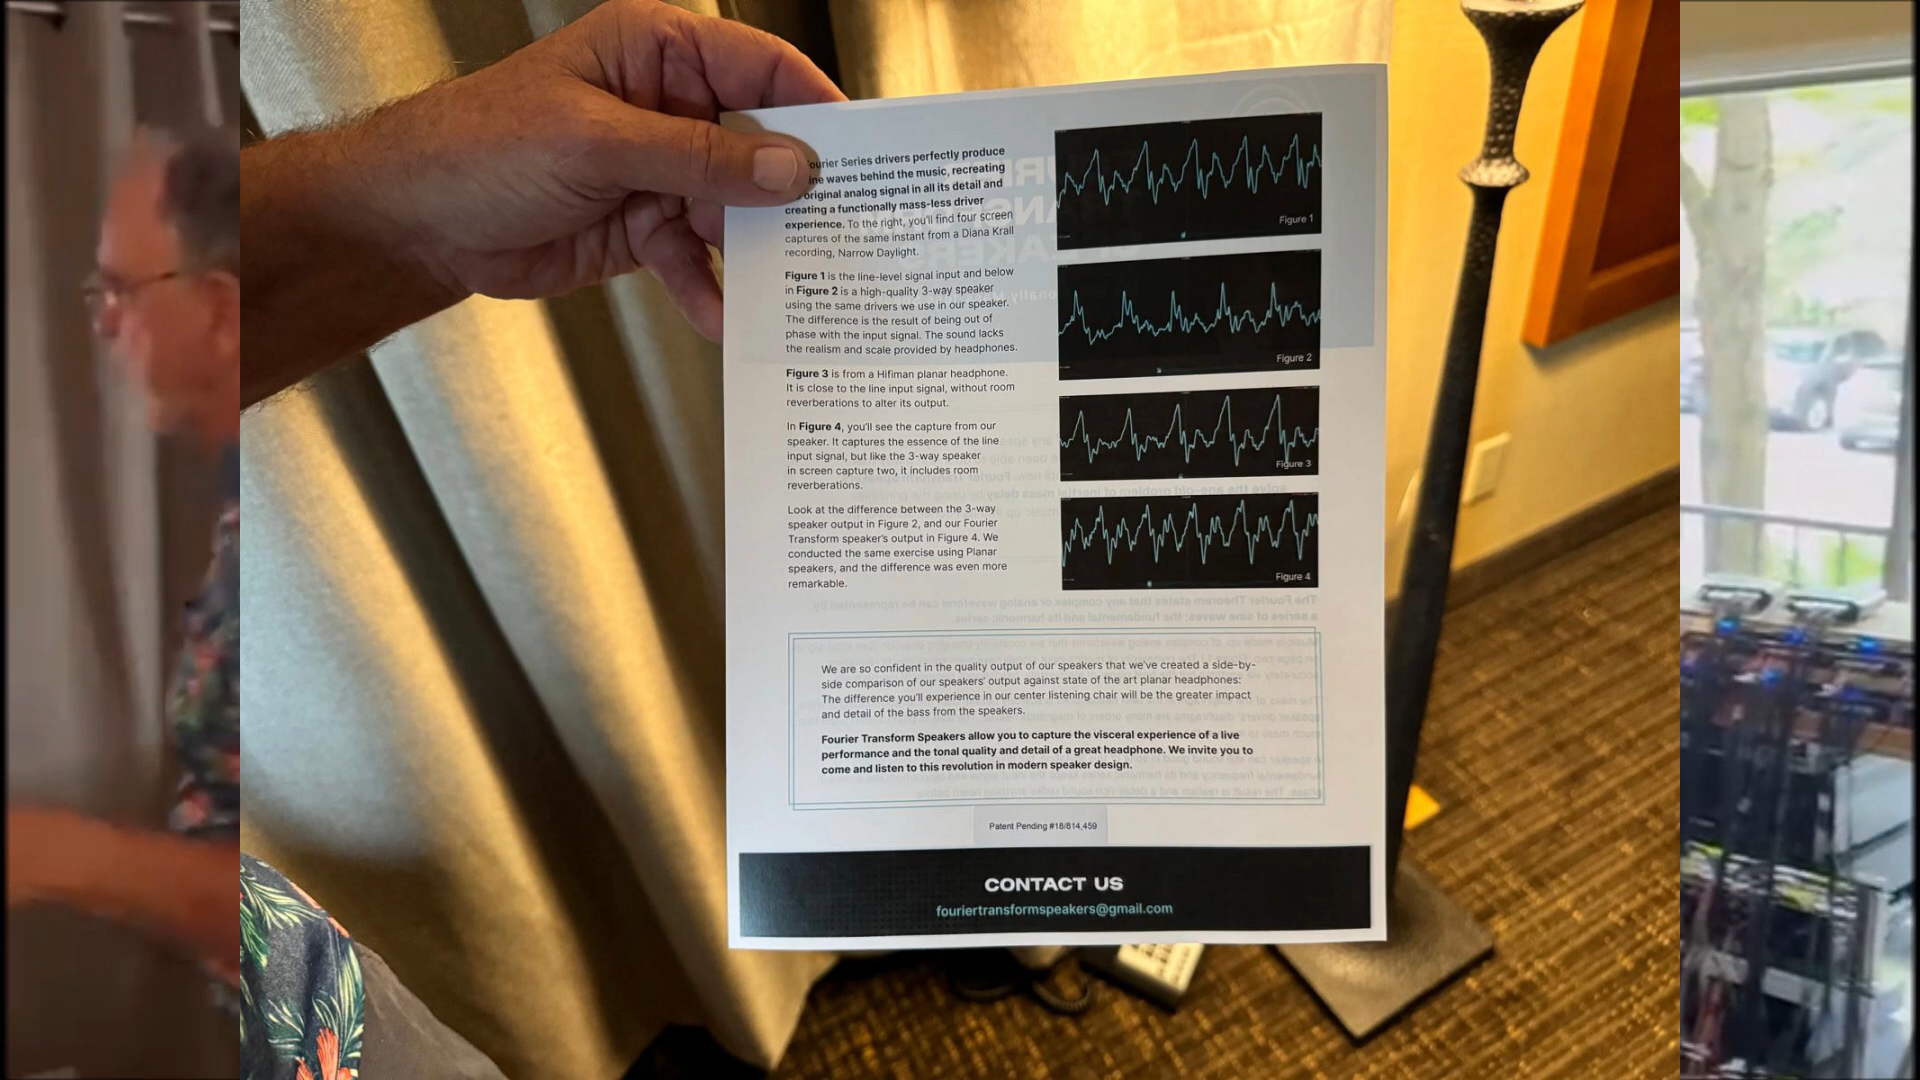 ourier Series drivers perfectly produce
ine waves behind the music, recreating
original analog signal in all its detail and
creating a functionally mass-less driver
experience. To the right, you'll find four screen
captures of the same instant from a Diana Krall
recording, Narrow Daylight.
Figure 1 is the line-level signal input and below
in Figure 2 is a high-quality 3-way speaker
using the same drivers we use in our speaker.
The difference is the result of being out of
phase with the input signal. The sound lacks
the realism and scale provided by headphones.
Figure 3 is from a Hifiman planar headphone.
It is close to the line input signal, without room
reverberations to alter its output.
In Figure 4, you'll see the capture from our
speaker. It captures the essence of the line
input signal, but like the 3-way speaker
in screen capture two, it includes room
reverberations.
Look at the difference between the 3-way
speaker output in Figure 2, and our Fourier
Transform speaker's output in Figure 4. We
conducted the same exercise using Planar
speakers, and the difference was even more
remarkable.
Figure 1
Figure 2
Figure 3
Figure 4
We are so confident in the quality output of our speakers that we've created a side-by-
side comparison of our speakers' output against state of the art planar headphones:
The difference you'll experience in our center listening chair will be the greater impact
and detail of the bass from the speakers.
Fourier Transform Speakers allow you to capture the visceral experience of a live
performance and the tonal quality and detail of a great headphone. We invite you to
come and listen to this revolution in modern speaker design.
Patent Pending #18/614,459
CONTACT US
fouriertransformspeakers@gmail.com